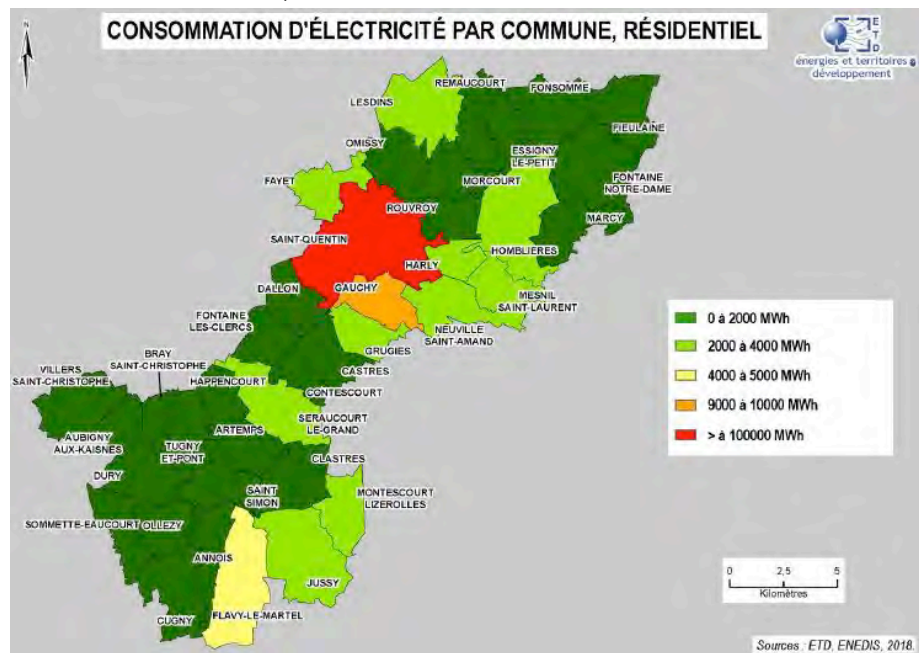 CONSOMMATION D'ÉLECTRICITÉ PAR COMMUNE, RÉSIDENTIEL
N
E
T
D
énergies et territoires
développement
REMAUCOURT
FONSOMME
LESDINS
FIEULAINE
OMISSY
ESSIGNY
LE-PETIT
FAYET
MORCOURT
FONTAINE
NOTRE-DAME
ROUVROY
MARCY
SAINT-QUENTIN
HOMBLIERES
HARLY
DALLON
GAUCHY
MESNIL
SAINT-LAURENT
FONTAINE
LES-CLERCS
NEUVILLE
SAINT-AMAND
GRUGIES
BRAY
SAINT-CHRISTOPHE
VILLERS
SAINT-CHRISTOPHE
CASTRES
HAPPENCOURT
CONTESCOURT
SERAUCOURT
LE-GRAND
ARTEMPS
AUBIGNY
AUX-KAISNES
TUGNY
ET-PONT
CLASTRES
DURY
SAINT
SIMON
MONTESCOURT
LIZEROLLES
SOMMETTE-EAUCOURT
OLLEZY
ANNOIS
JUSSY
CUGNY
FLAVY-LE-MARTEL
0 à 2000 MWh
2000 à 4000 MWh
4000 à 5000 MWh
9000 à 10000 MWh
> à 100000 MWh
0 2,5 5
Kilomètres
Sources : ETD, ENEDIS, 2018.